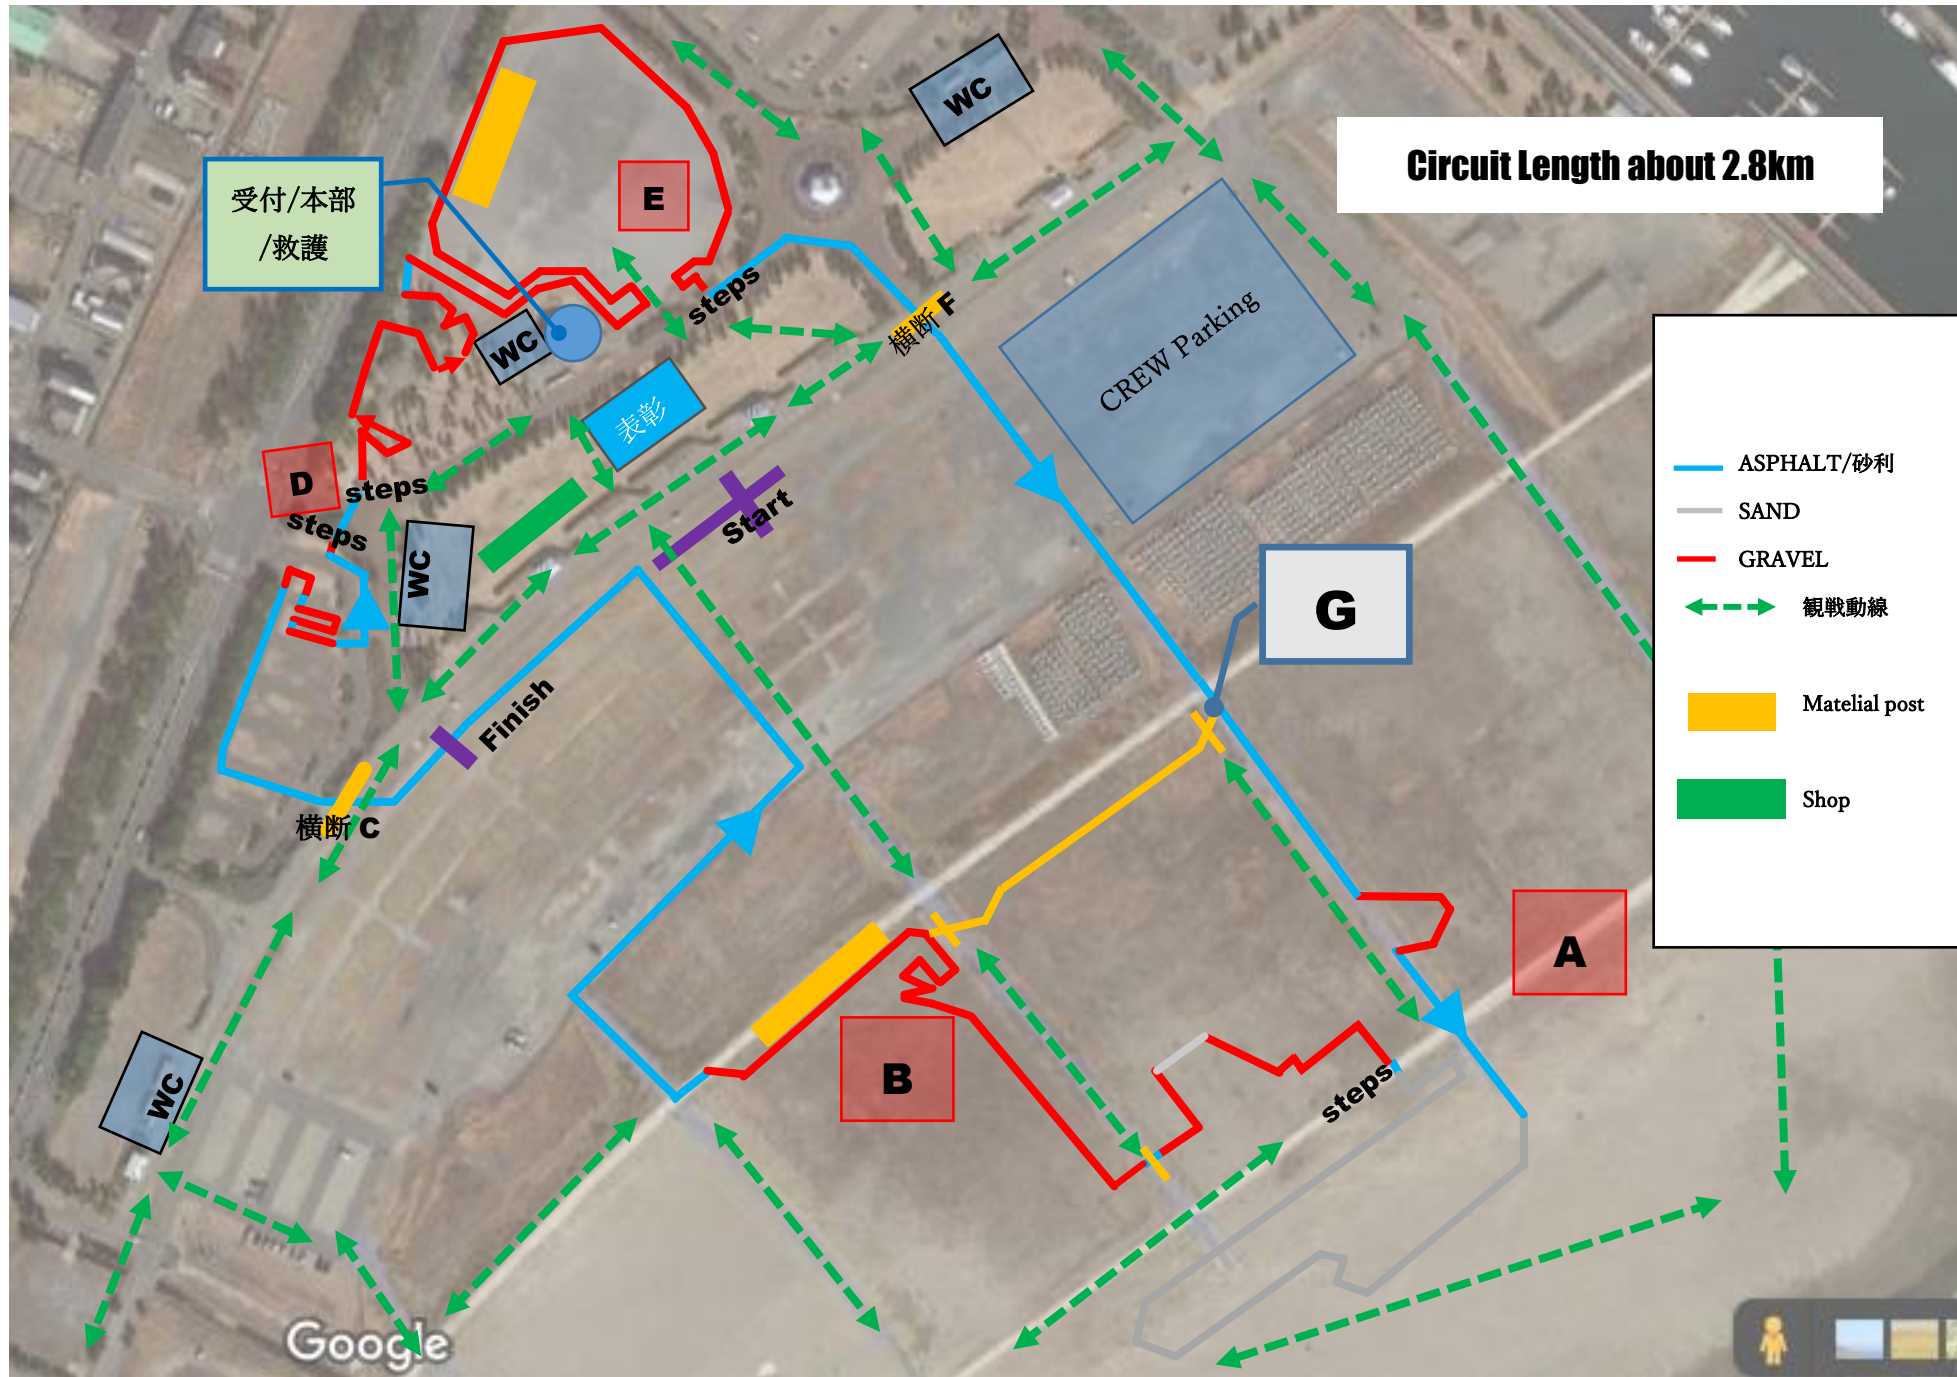 WC
受付/本部
/救護
E
Circuit Length about 2.8km
steps
横断 F
CREW Parking
WC
表彰
D
steps
steps
WC
Start
ASPHALT/砂利
SAND
GRAVEL
観戦動線
Matelial post
Shop
G
Finish
横断 C
A
B
steps
WC
Google